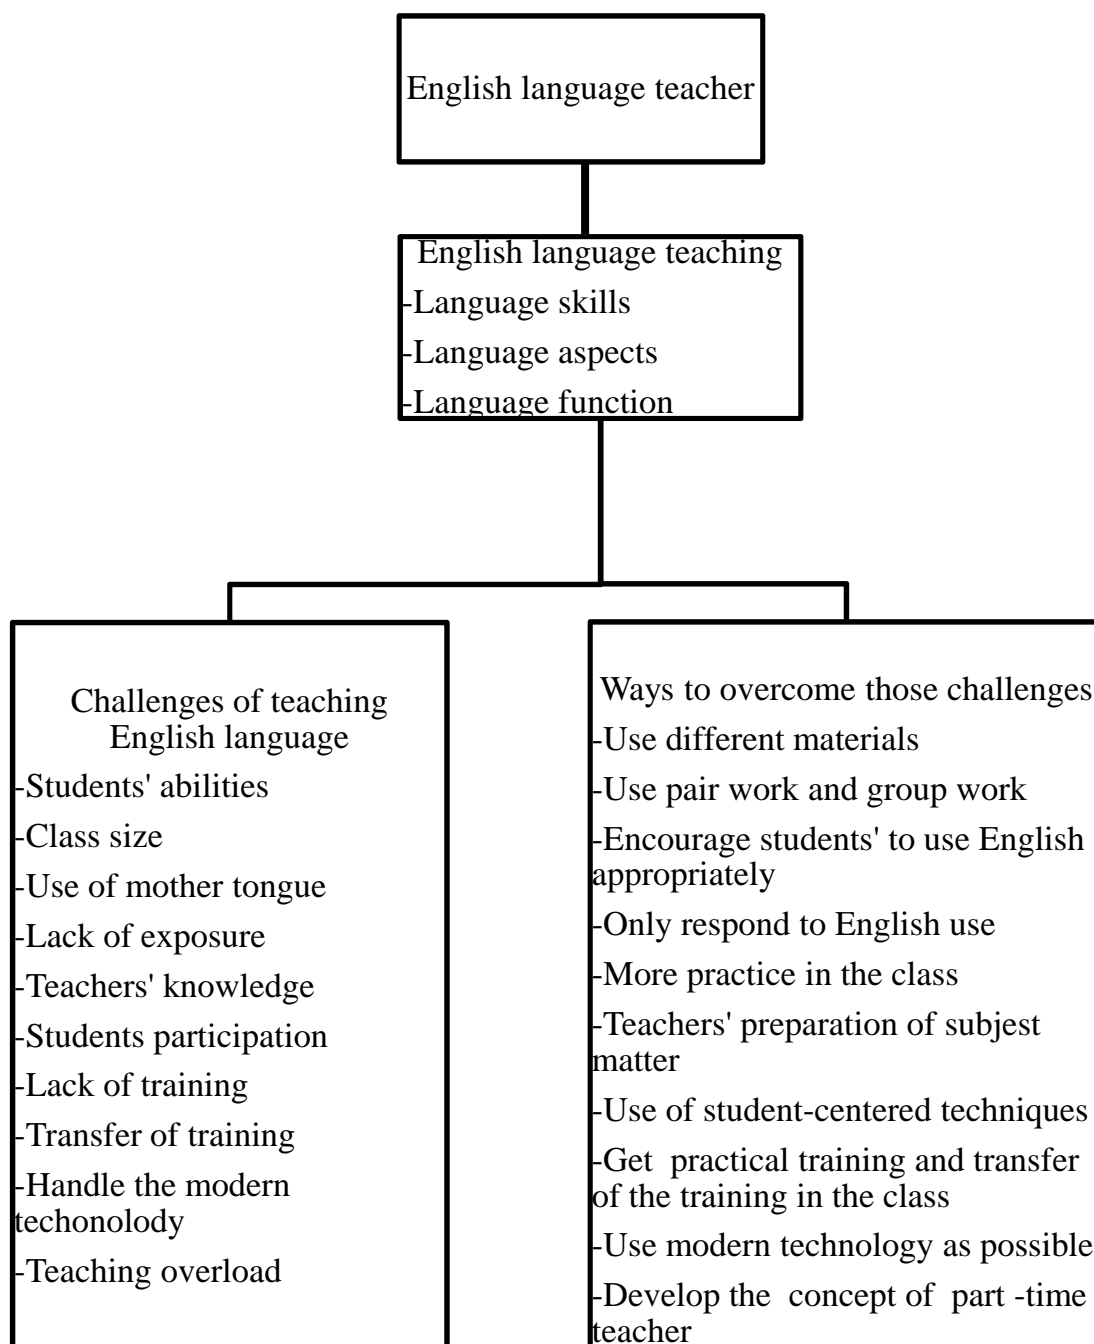 English language teacher
English language teaching
-Language skills
-Language aspects
-Language function
Challenges of teaching
English language
-Students' abilities
-Class size
-Use of mother tongue
-Lack of exposure
-Teachers' knowledge
-Students participation
-Lack of training
-Transfer of training
-Handle the modern
techonolody
-Teaching overload
Ways to overcome those challenges
-Use different materials
-Use pair work and group work
-Encourage students' to use English
appropriately
-Only respond to English use
-More practice in the class
-Teachers' preparation of subjest
matter
-Use of student-centered techniques
-Get practical training and transfer
of the training in the class
-Use modern technology as possible
-Develop the concept of part -time
teacher